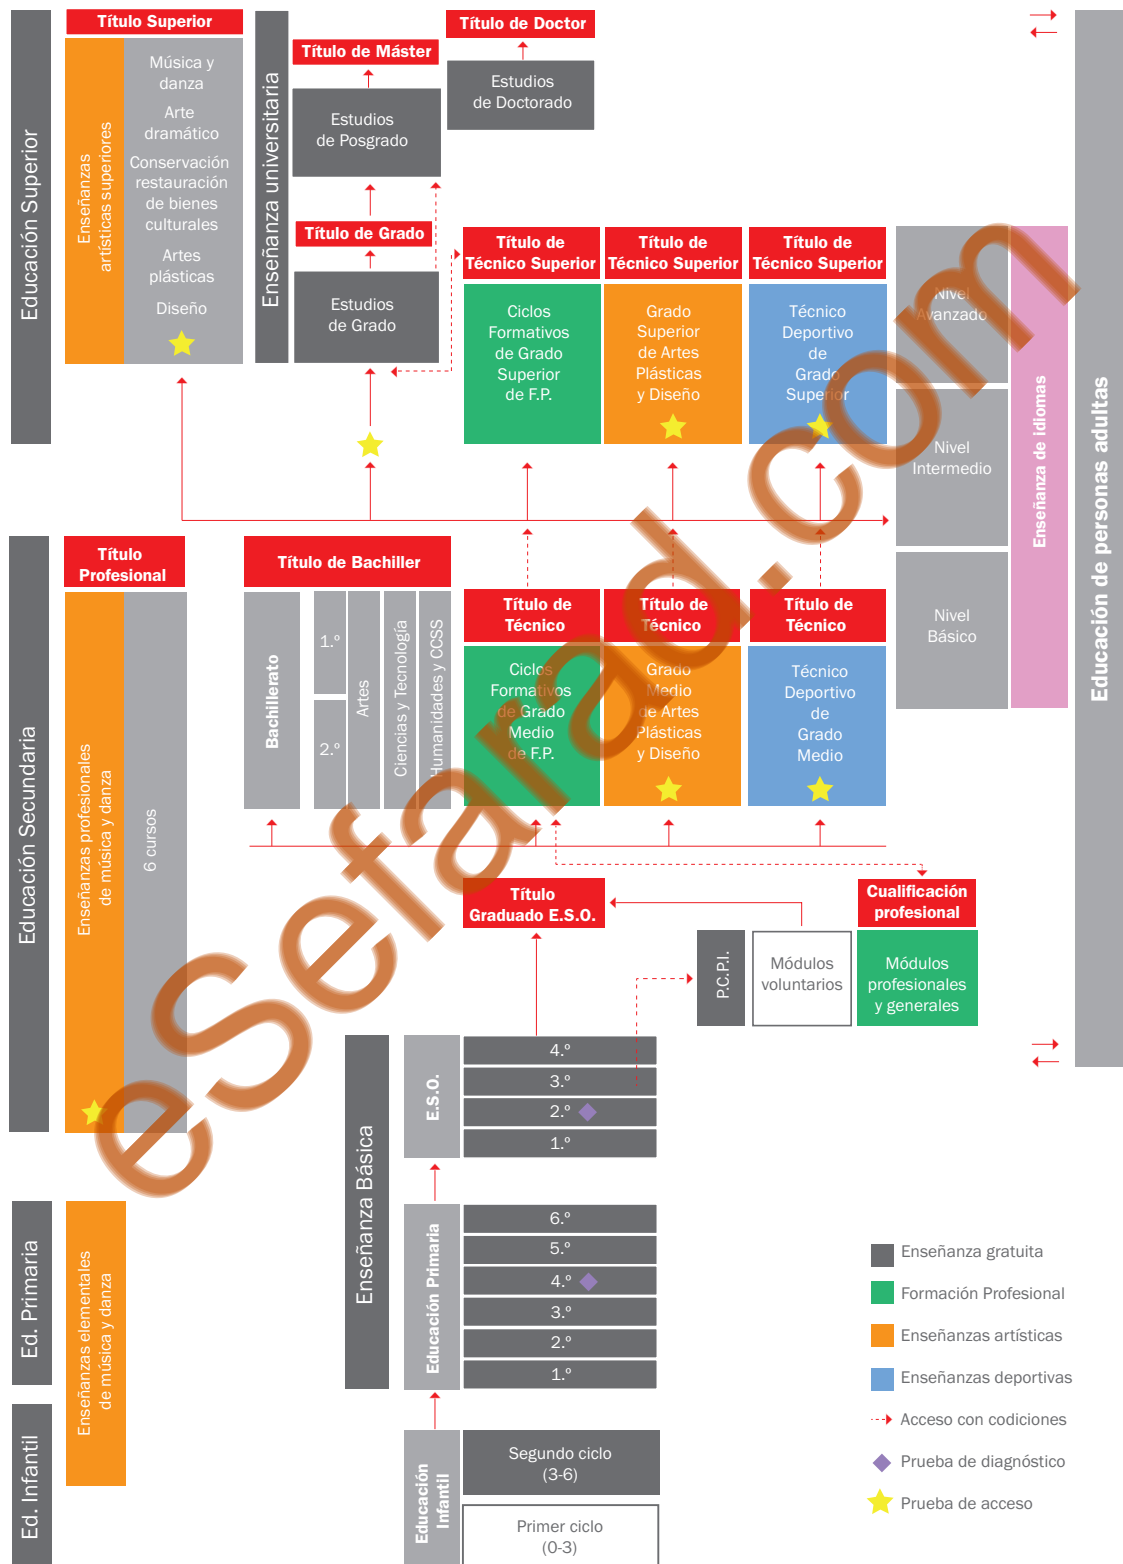 Título Superior
Título de Doctor
Título de Máster
Educación Superior
Enseñanzas
artísticas superiores
Música y
danza
Arte
dramático
Conservación
restauración
de bienes
culturales
Artes
plásticas
Diseño
Enseñanza universitaria
Estudios
de Posgrado
Estudios
de Doctorado
Título de Grado
Estudios
de Grado
Título de
Técnico Superior
Título de
Técnico Superior
Título de
Técnico Superior
Ciclos
Formativos
de Grado
Superior
de F.P.
Grado
Superior
de Artes
Plásticas
y Diseño
Técnico
Deportivo
de
Grado
Superior
Nivel
Avanzado
Nivel
Intermedio
Nivel
Básico
Enseñanza de idiomas
Educación de personas adultas
Educación Secundaria
Título
Profesional
Enseñanzas profesionales
de música y danza
6 cursos
Título de Bachiller
Bachillerato
1.º
2.º
Artes
Ciencias y Tecnología
Humanidades y CCSS
Título de
Técnico
Título de
Técnico
Título de
Técnico
Ciclos
Formativos
de Grado
Medio
de F.P.
Grado
Medio
de Artes
Plásticas
y Diseño
Técnico
Deportivo
de
Grado
Medio
Título
Graduado E.S.O.
Cualificación
profesional
P.C.P.I.
Módulos
voluntarios
Módulos
profesionales
y generales
Enseñanza Básica
E.S.O.
4.º
3.º
2.º
1.º
Ed. Primaria
Enseñanzas elementales
de música y danza
Educación Primaria
6.º
5.º
4.º
3.º
2.º
1.º
Ed. Infantil
Educación
Infantil
Segundo ciclo
(3-6)
Primer ciclo
(0-3)
Enseñanza gratuita
Formación Profesional
Enseñanzas artísticas
Enseñanzas deportivas
Acceso con codiciones
Prueba de diagnóstico
Prueba de acceso
eSefarad.com